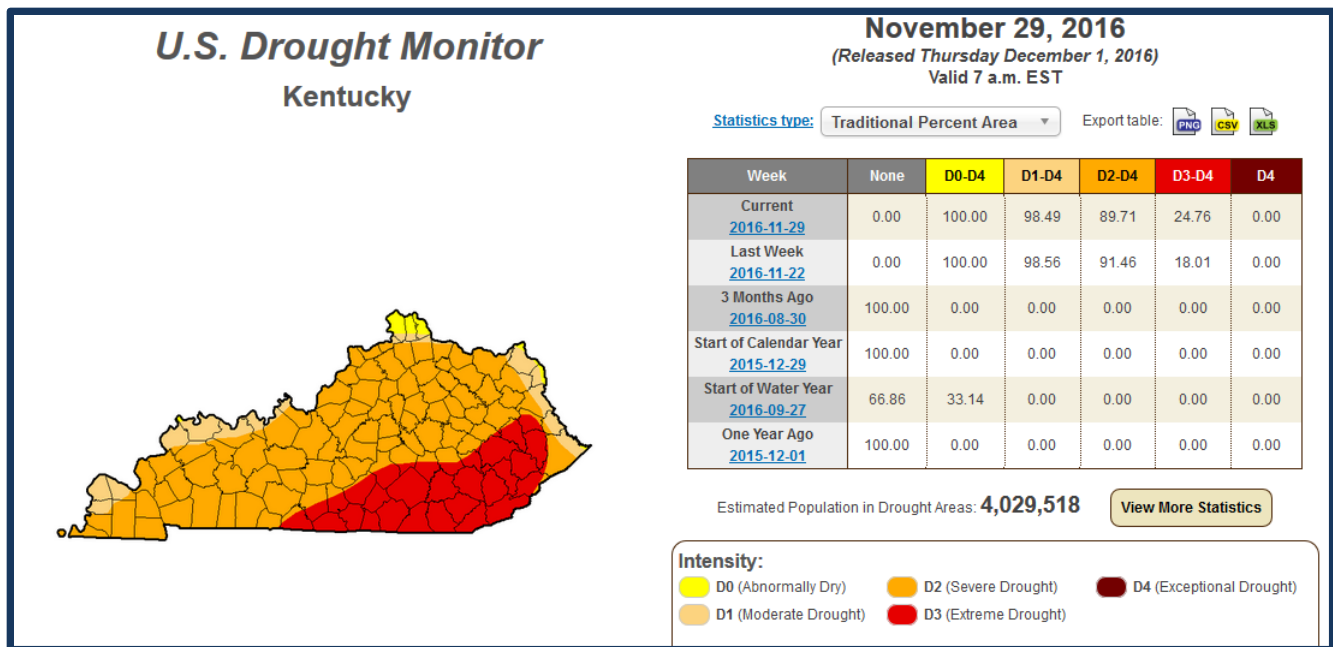 U.S. Drought Monitor
Kentucky
November 29, 2016
(Released Thursday December 1, 2016)
Valid 7 a.m. EST
Statistics type: Traditional Percent Area Export table: PNG CSV XLS
Week None D0-D4 D1-D4 D2-D4 D3-D4 D4
Current
2016-11-29 0.00 100.00 98.49 89.71 24.76 0.00
Last Week
2016-11-22 0.00 100.00 98.56 91.46 18.01 0.00
3 Months Ago
2016-08-30 100.00 0.00 0.00 0.00 0.00 0.00
Start of Calendar Year
2015-12-29 100.00 0.00 0.00 0.00 0.00 0.00
Start of Water Year
2016-09-27 66.86 33.14 0.00 0.00 0.00 0.00
One Year Ago
2015-12-01 100.00 0.00 0.00 0.00 0.00 0.00
Estimated Population in Drought Areas: 4,029,518 View More Statistics
Intensity:
D0 (Abnormally Dry) D2 (Severe Drought) D4 (Exceptional Drought)
D1 (Moderate Drought) D3 (Extreme Drought)